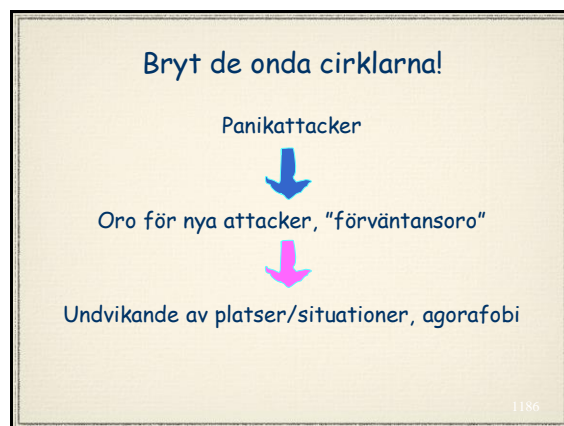 Bryt de onda cirklarna!
Panikattacker
Oro för nya attacker, ”förväntansoro”
Undvikande av platser/situationer, agorafobi
1186